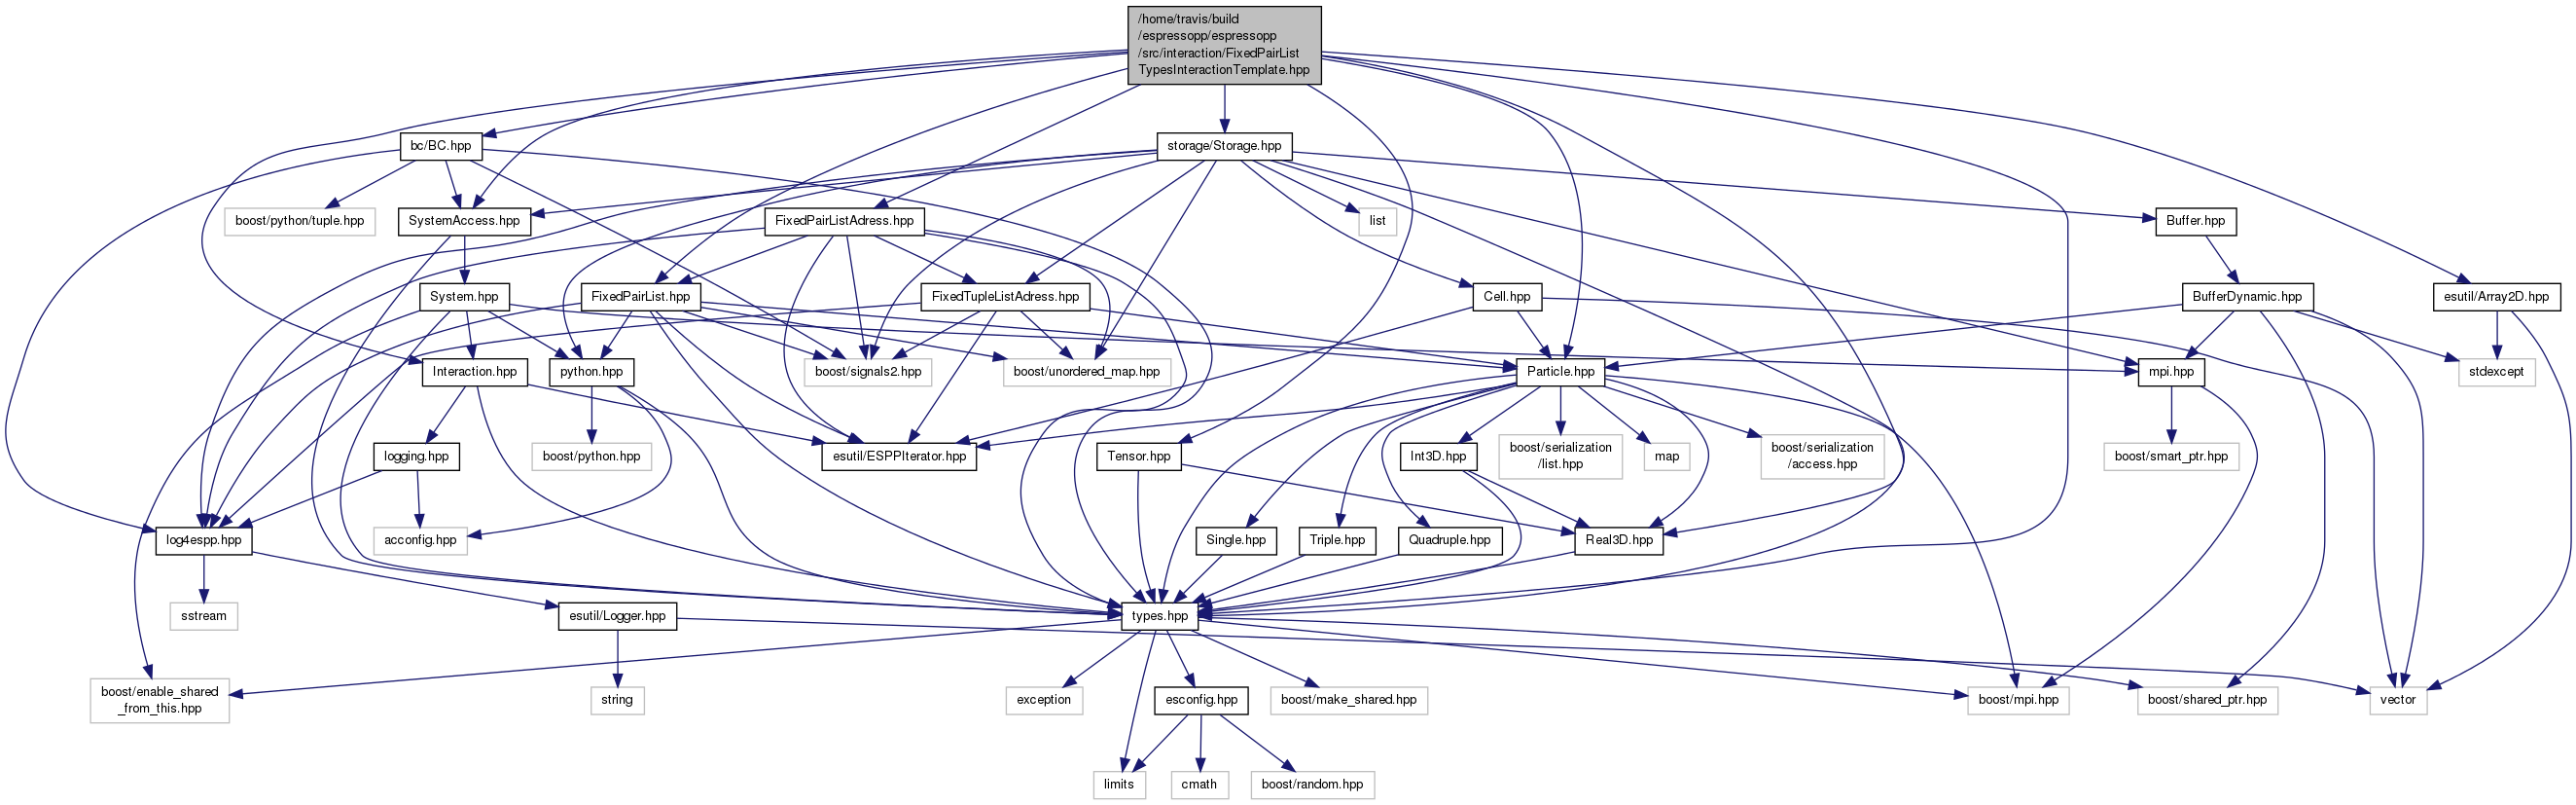 /home/travis/build
/espressopp/espressopp
/src/interaction/FixedPairList
TypesInteractionTemplate.hpp
bc/BC.hpp
storage/Storage.hpp
boost/python/tuple.hpp
SystemAccess.hpp
FixedPairListAdress.hpp
list
Buffer.hpp
System.hpp
FixedPairList.hpp
FixedTupleListAdress.hpp
Cell.hpp
BufferDynamic.hpp
esutil/Array2D.hpp
Interaction.hpp
python.hpp
boost/signals2.hpp
boost/unordered_map.hpp
Particle.hpp
mpi.hpp
stdexcept
logging.hpp
boost/python.hpp
esutil/ESPPIterator.hpp
Tensor.hpp
Int3D.hpp
boost/serialization
/list.hpp
map
boost/serialization
/access.hpp
boost/smart_ptr.hpp
log4espp.hpp
acconfig.hpp
Single.hpp
Triple.hpp
Quadruple.hpp
Real3D.hpp
sstream
esutil/Logger.hpp
types.hpp
boost/enable_shared
_from_this.hpp
string
exception
esconfig.hpp
boost/make_shared.hpp
boost/mpi.hpp
boost/shared_ptr.hpp
vector
limits
cmath
boost/random.hpp